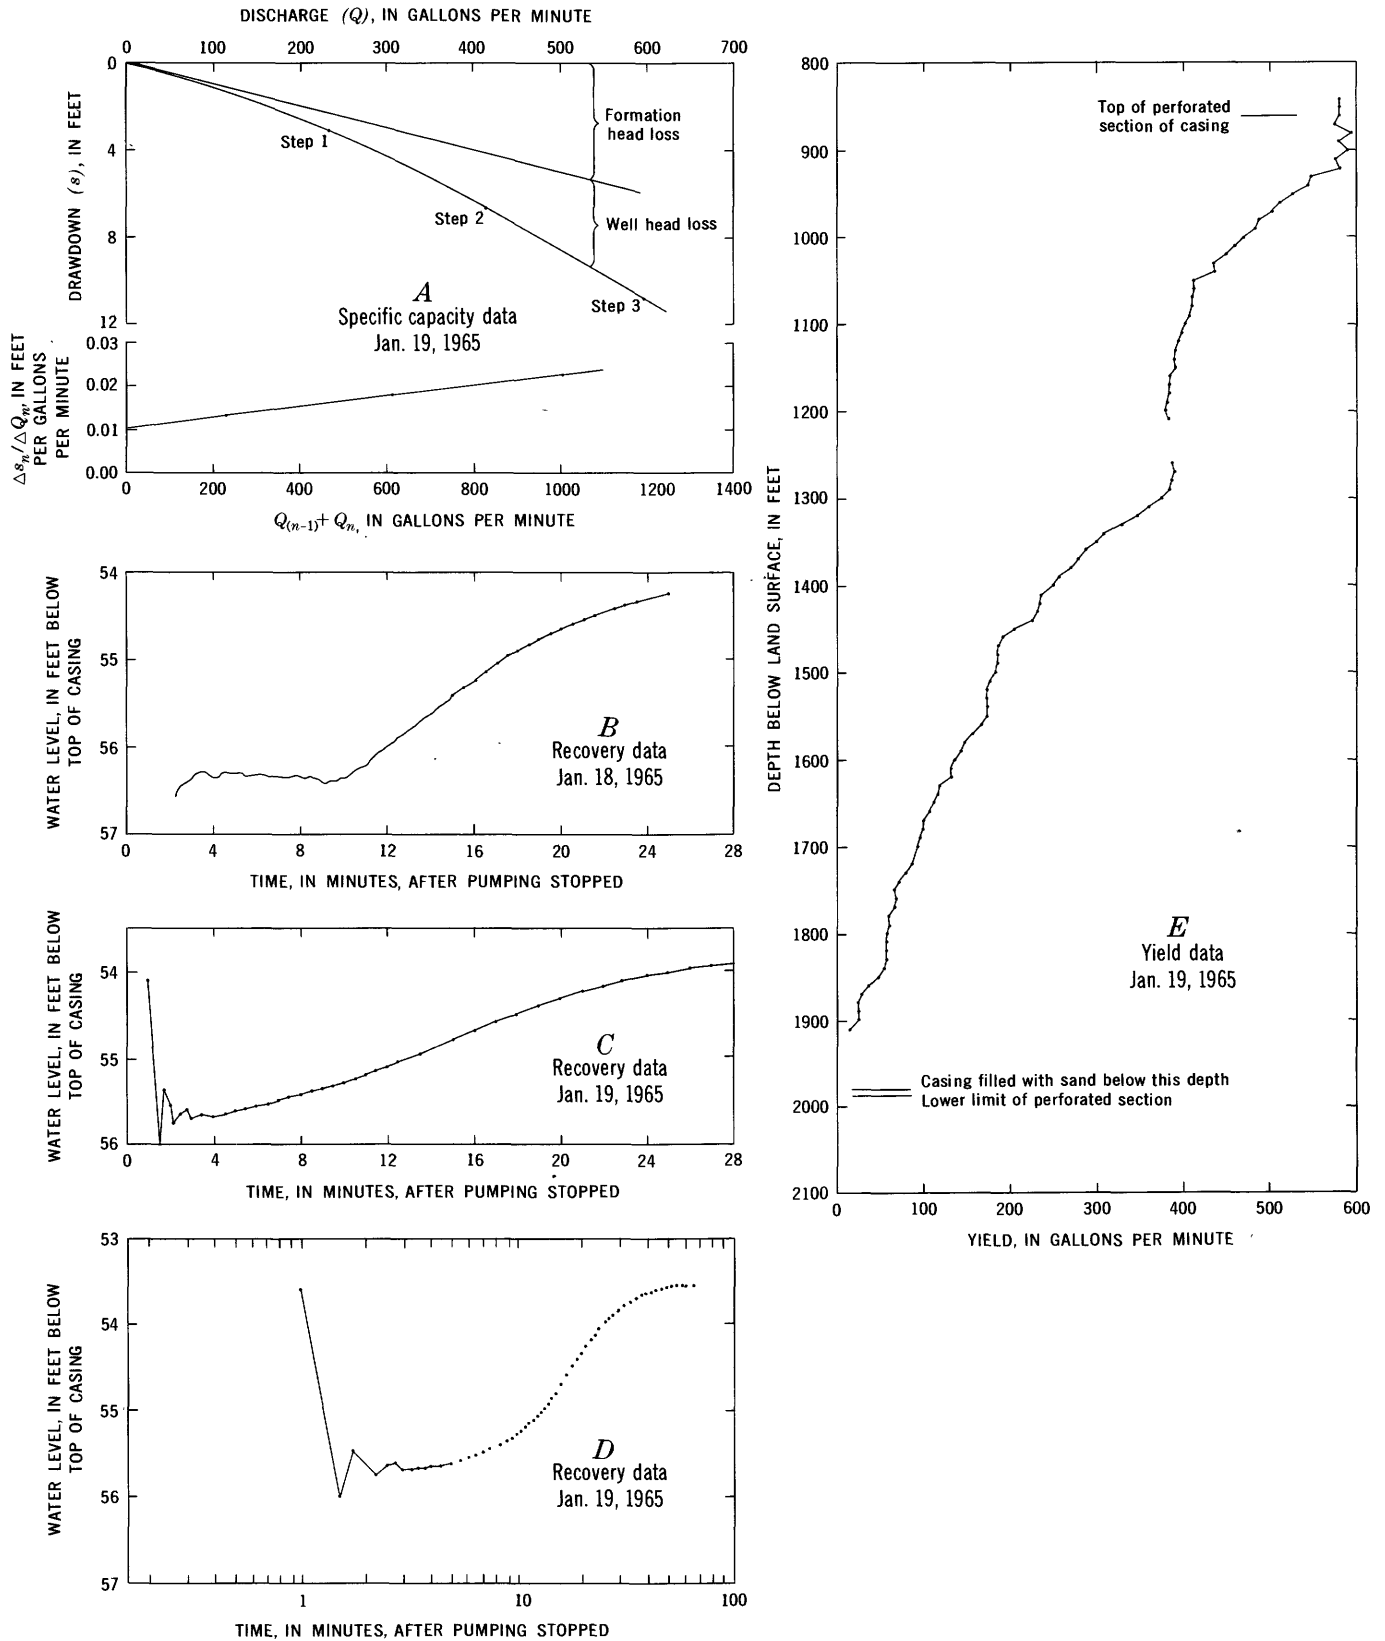 DISCHARGE (Q), IN GALLONS PER MINUTE
0 100 200 300 400 500 600 700
0
4
8
12
DRAWDOWN (s), IN FEET
Formation
head loss
Step 1
Step 2
Well head loss
Step 3
A
Specific capacity data
Jan. 19, 1965
0.03
0.02
0.01
0.00
△sn/△Qn, IN FEET
PER GALLONS
PER MINUTE
0 200 400 600 800 1000 1200 1400
Q(n-1)+ Qn, IN GALLONS PER MINUTE
54
55
56
57
WATER LEVEL, IN FEET BELOW
TOP OF CASING
B
Recovery data
Jan. 18, 1965
0 4 8 12 16 20 24 28
TIME, IN MINUTES, AFTER PUMPING STOPPED
54
55
56
WATER LEVEL, IN FEET BELOW
TOP OF CASING
C
Recovery data
Jan. 19, 1965
0 4 8 12 16 20 24 28
TIME, IN MINUTES, AFTER PUMPING STOPPED
53
54
55
56
57
WATER LEVEL, IN FEET BELOW
TOP OF CASING
D
Recovery data
Jan. 19, 1965
1 10 100
TIME, IN MINUTES, AFTER PUMPING STOPPED
800
900
1000
1100
1200
1300
1400
1500
1600
1700
1800
1900
2000
2100
DEPTH BELOW LAND SURFACE, IN FEET
Top of perforated
section of casing
E
Yield data
Jan. 19, 1965
Casing filled with sand below this depth
Lower limit of perforated section
0 100 200 300 400 500 600
YIELD, IN GALLONS PER MINUTE